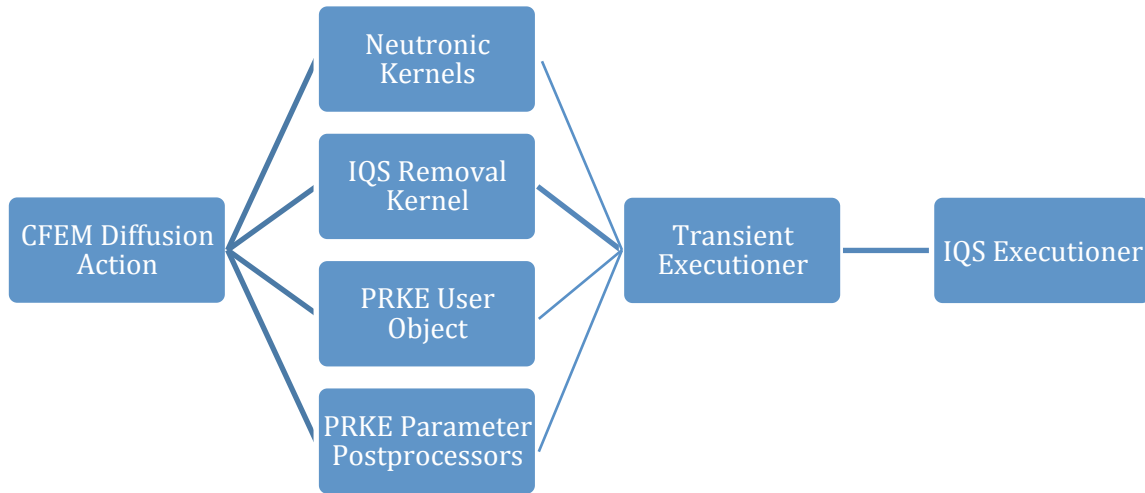 CFEM Diffusion
Action
Neutronic
Kernels
IQS Removal
Kernel
PRKE User
Object
PRKE Parameter
Postprocessors
Transient
Executioner
IQS Executioner